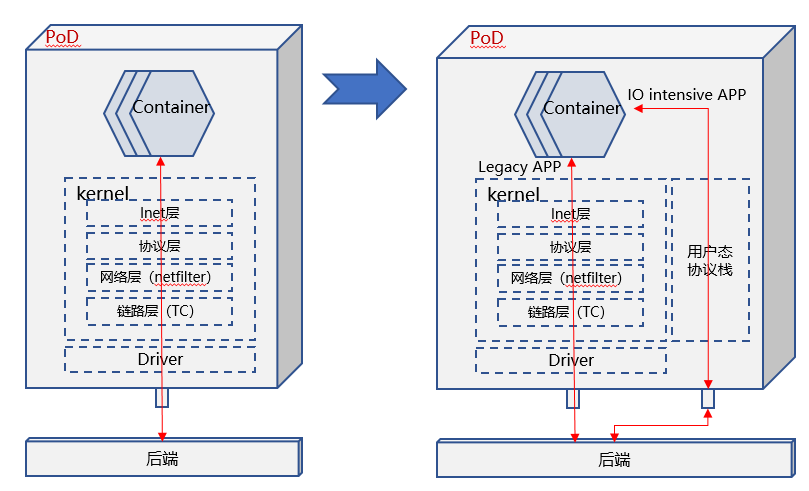 PoD
Container
kernel
Inet层
协议层
网络层（netfilter）
链路层（TC）
Driver
后端
PoD
Container
IO intensive APP
Legacy APP
kernel
Inet层
协议层
网络层（netfilter）
链路层（TC）
用户态
协议栈
Driver
后端